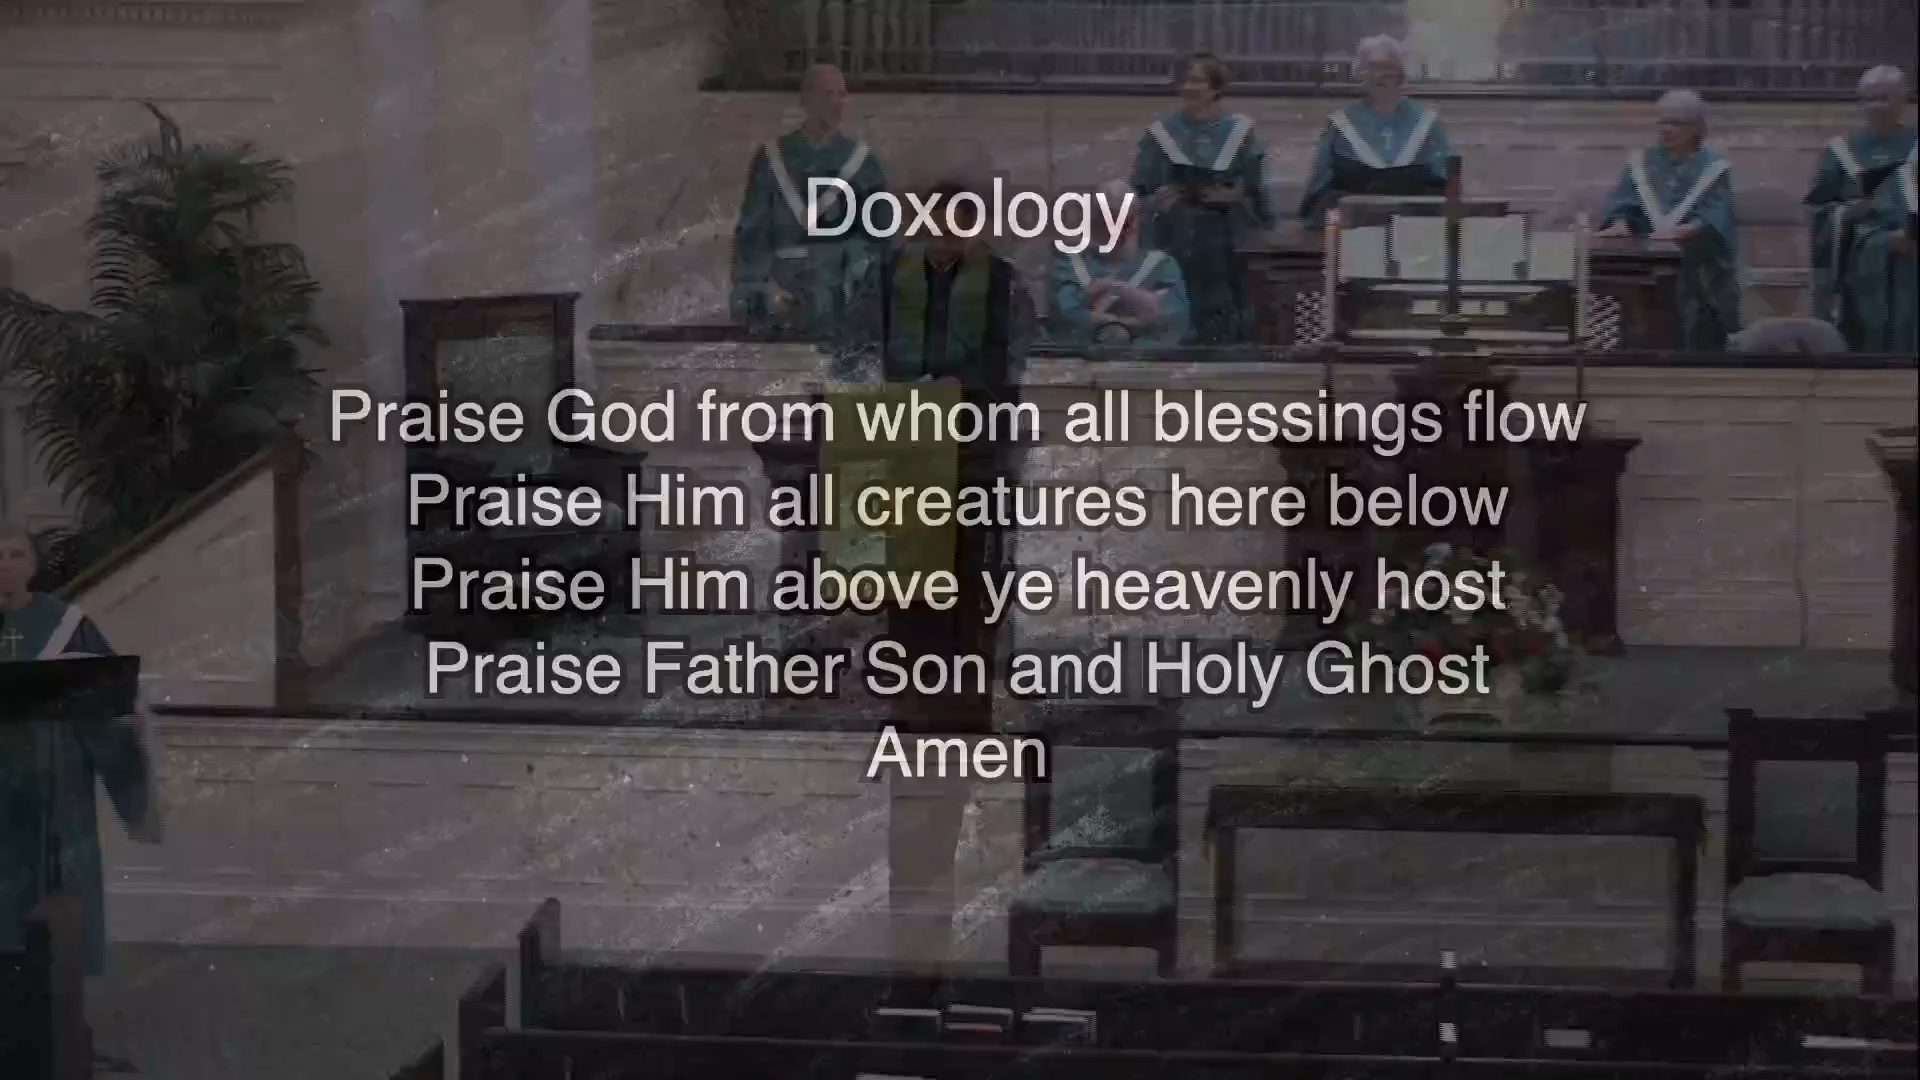 Doxology
Praise God from whom all blessings flow
Praise Him all creatures here below
Praise Him above ye heavenly host
Praise Father Son and Holy Ghost
Amen